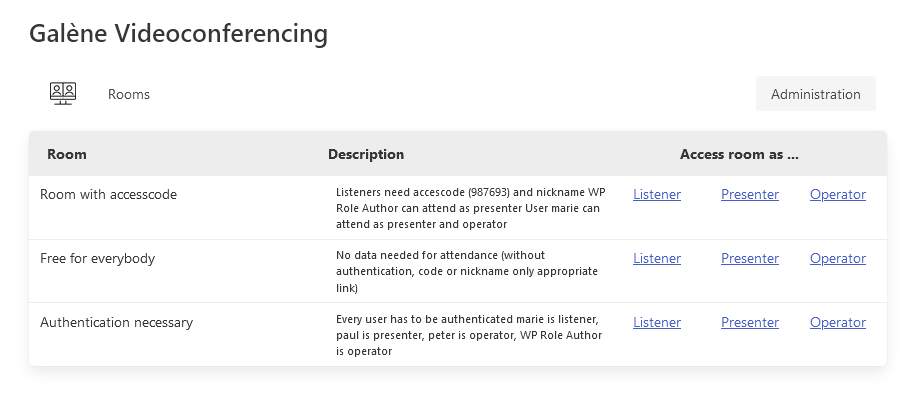 Galène Videoconferencing
Rooms
Administration
Room Description Access room as ...
Room with accesscode
Listeners need accescode (987693) and nickname WP
Role Author can attend as presenter User marie can
attend as presenter and operator
Listener Presenter Operator
Free for everybody
No data needed for attendance (without
authentication, code or nickname only appropriate
link)
Listener Presenter Operator
Authentication necessary
Every user has to be authenticated marie is listener,
paul is presenter, peter is operator, WP Role Author
is operator
Listener Presenter Operator